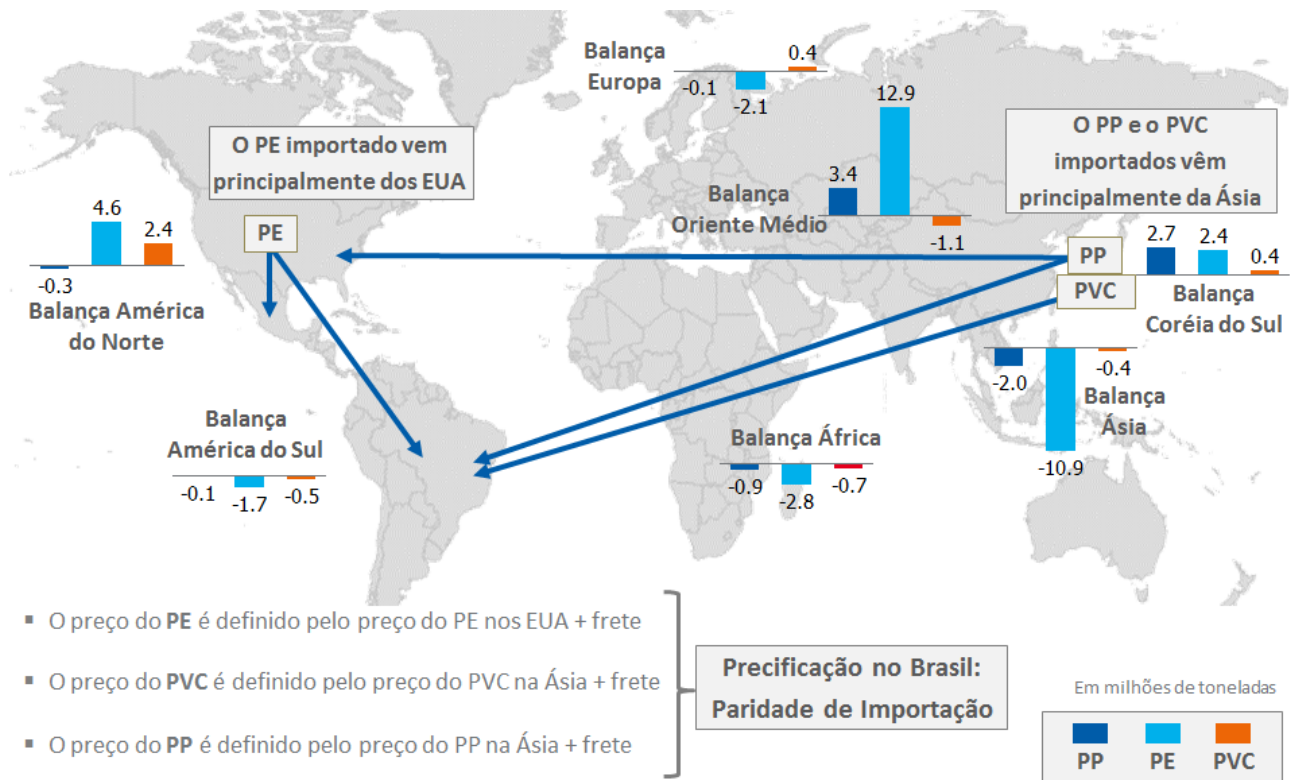 Balança
Europa
-0.1
-2.1
0.4
O PE importado vem
principalmente dos EUA
Balança
Oriente Médio
3.4
12.9
-1.1
O PP e o PVC
importados vêm
principalmente da Ásia
-0.3
4.6
2.4
Balança América
do Norte
PE
PP
PVC
2.7
2.4
0.4
Balança
Coréia do Sul
-2.0
-10.9
-0.4
Balança
Ásia
Balança
América do Sul
-0.1
-1.7
-0.5
Balança África
-0.9
-2.8
-0.7
▪ O preço do PE é definido pelo preço do PE nos EUA + frete
▪ O preço do PVC é definido pelo preço do PVC na Ásia + frete
▪ O preço do PP é definido pelo preço do PP na Ásia + frete
Precificação no Brasil:
Paridade de Importação
Em milhões de toneladas
PP PE PVC